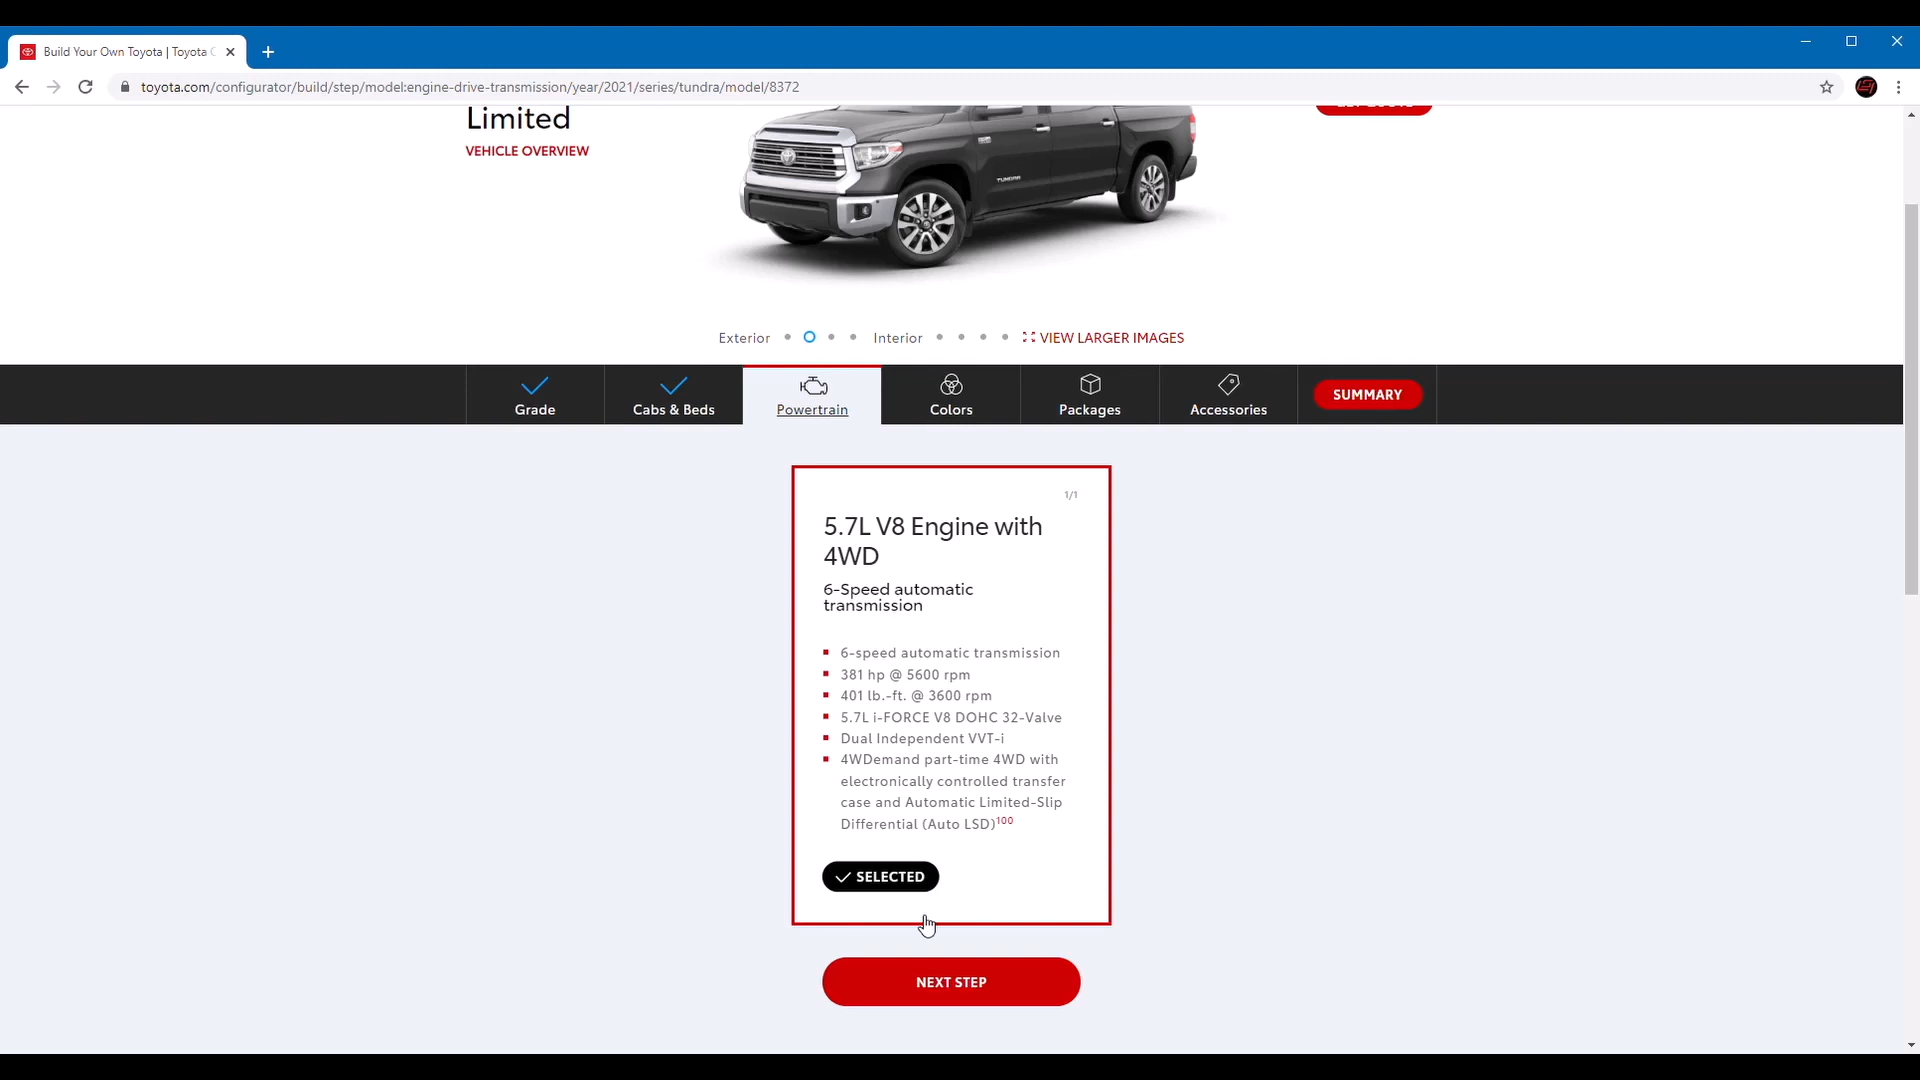 Build Your Own Toyota | Toyota
toyota.com/configurator/build/step/model:engine-drive-transmission/year/2021/series/tundra/model/8372
Limited
VEHICLE OVERVIEW
TUNDRA
Exterior
Interior
VIEW LARGER IMAGES
Grade
Cabs & Beds
Powertrain
Colors
Packages
Accessories
SUMMARY
1/1
5.7L V8 Engine with
4WD
6-Speed automatic
transmission
6-speed automatic transmission
381 hp @ 5600 rpm
401 lb.-ft. @ 3600 rpm
5.7L i-FORCE V8 DOHC 32-Valve
Dual Independent VVT-i
4WDemand part-time 4WD with
electronically controlled transfer
case and Automatic Limited-Slip
Differential (Auto LSD)100
SELECTED
NEXT STEP